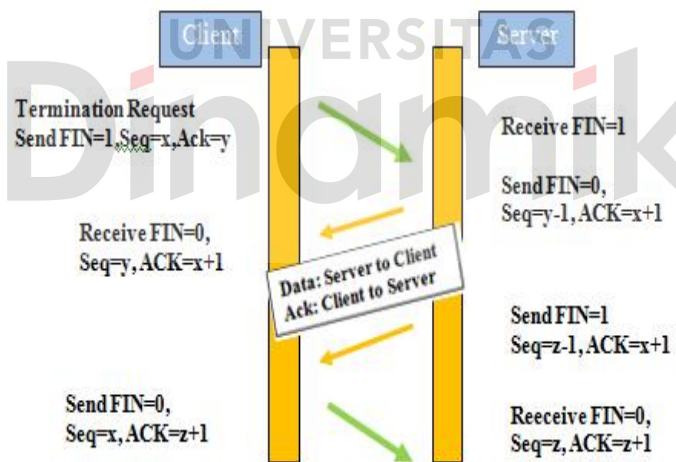 UNIVERSITAS
Dinamik
Client
Server
Termination Request
Send FIN=1,Seq=x,Ack=y
Receive FIN=1
Send FIN=0,
Seq=y-1, ACK=x+1
Receive FIN=0,
Seq=y, ACK=x+1
Data: Server to Client
Ack: Client to Server
Send FIN=1
Seq=z-1, ACK=x+1
Send FIN=0,
Seq=x, ACK=z+1
Reeceive FIN=0,
Seq=z, ACK=z+1